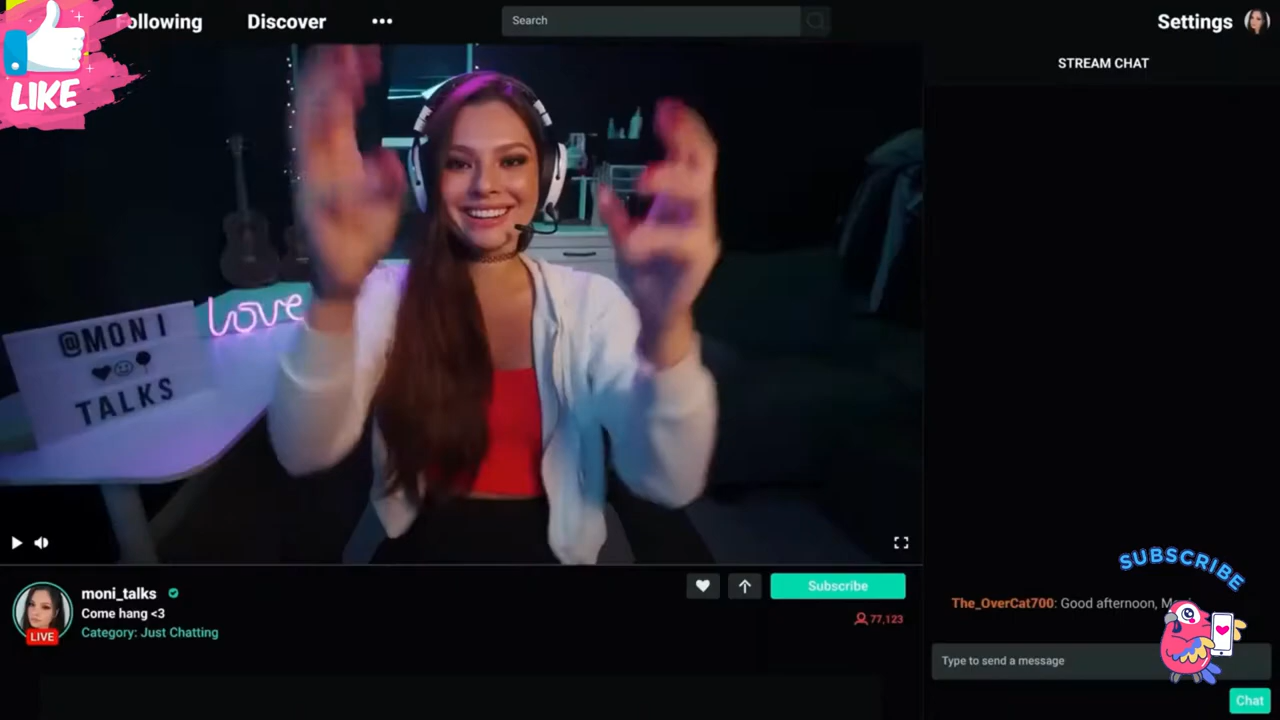 Following
Discover
Search
Settings
LIKE
STREAM CHAT
love
@MONI
TALKS
moni_talks
Come hang <3
Category: Just Chatting
LIVE
Subscribe
77,123
SUBSCRIBE
The_OverCat700: Good afternoon,
Type to send a message
Chat